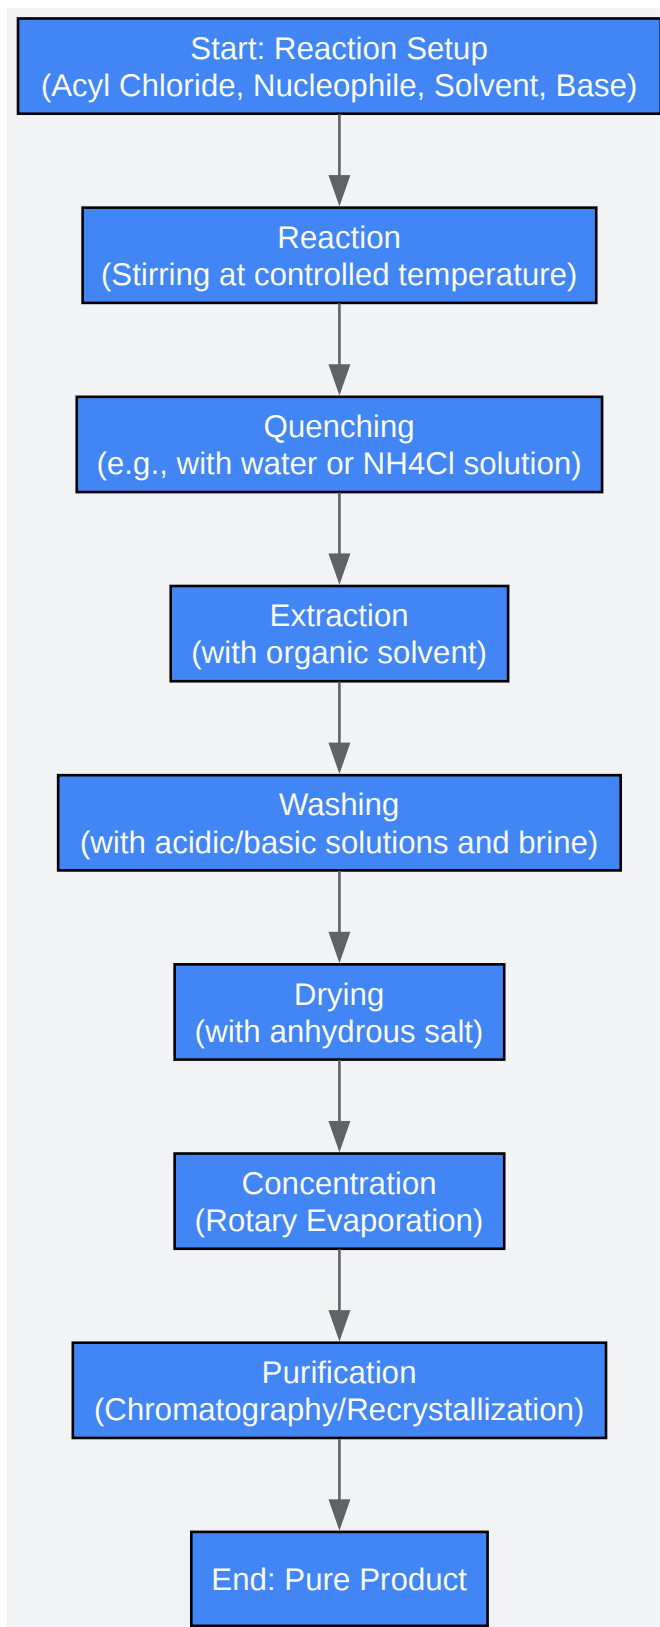 Start: Reaction Setup
(Acyl Chloride, Nucleophile, Solvent, Base)
Reaction
(Stirring at controlled temperature)
Quenching
(e.g., with water or NH4Cl solution)
Extraction
(with organic solvent)
Washing
(with acidic/basic solutions and brine)
Drying
(with anhydrous salt)
Concentration
(Rotary Evaporation)
Purification
(Chromatography/Recrystallization)
End: Pure Product